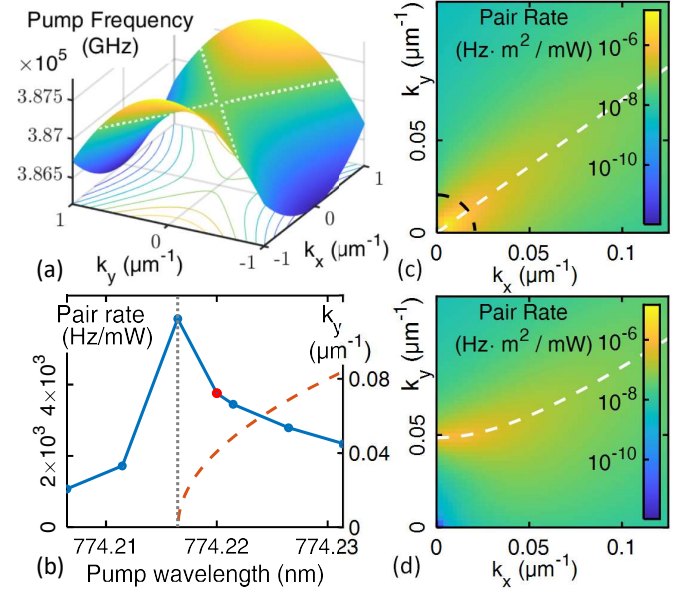 Pump Frequency
(GHz)
×10⁵
3.875
3.87
3.865
1
0
-1
k_y (µm⁻¹)
-1
0
1
k_x (µm⁻¹)
(a)
Pair rate
(Hz/mW)
4×10³
2×10³
0
k_y
(µm⁻¹)
0.08
0.04
0
774.21
774.22
774.23
Pump wavelength (nm)
(b)
k_y (µm⁻¹)
0.1
0.05
0
Pair Rate
(Hz· m² / mW)
10⁻⁶
10⁻⁸
10⁻¹⁰
0
0.05
0.1
k_x (µm⁻¹)
(c)
k_y (µm⁻¹)
0.1
0.05
0
Pair Rate
(Hz· m² / mW)
10⁻⁶
10⁻⁸
10⁻¹⁰
0
0.05
0.1
k_x (µm⁻¹)
(d)